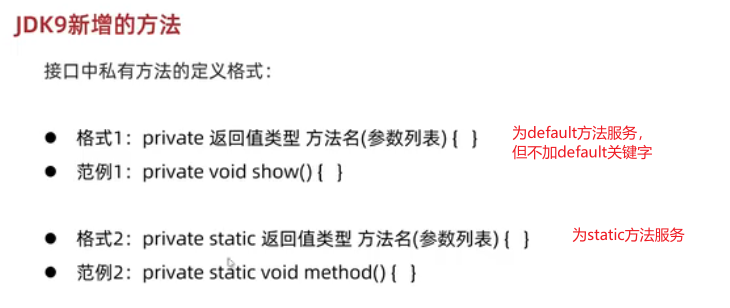 JDK9新增的方法
接口中私有方法的定义格式：
● 格式1：private 返回值类型 方法名(参数列表) { }
为default方法服务，
但不加default关键字
● 范例1：private void show() { }
● 格式2：private static 返回值类型 方法名(参数列表) { }
为static方法服务
● 范例2：private static void method() { }